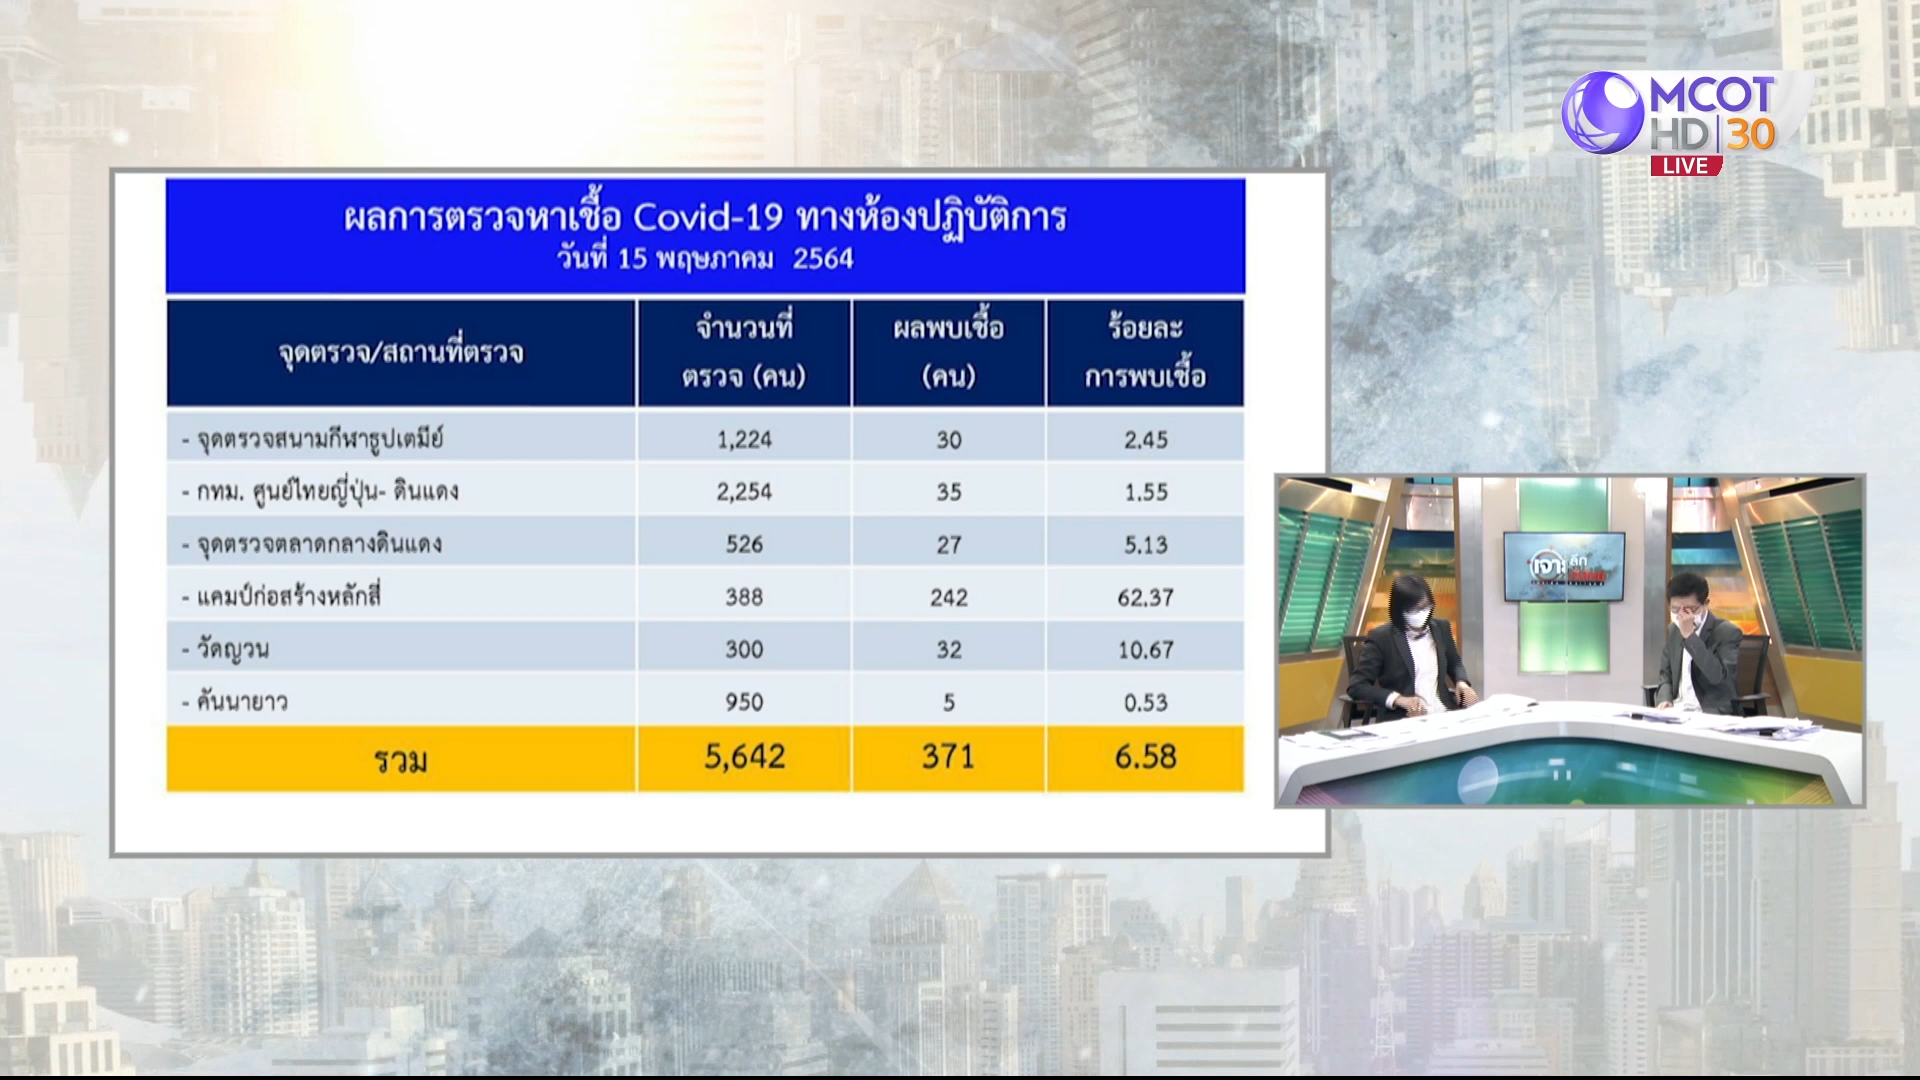 MCOT
HD 30
LIVE
ผลการตรวจหาเชื้อ Covid-19 ทางห้องปฏิบัติการ
วันที่ 15 พฤษภาคม 2564
จุดตรวจ/สถานที่ตรวจ จำนวนที่ตรวจ (คน) ผลพบเชื้อ (คน) ร้อยละการพบเชื้อ
- จุดตรวจสนามกีฬาธูปเตมีย์ 1,224 30 2.45
- กทม. ศูนย์ไทยญี่ปุ่น- ดินแดง 2,254 35 1.55
- จุดตรวจตลาดกลางดินแดง 526 27 5.13
- แคมป์ก่อสร้างหลักสี่ 388 242 62.37
- วัดญวน 300 32 10.67
- คันนายาว 950 5 0.53
รวม 5,642 371 6.58
เจาะลึก